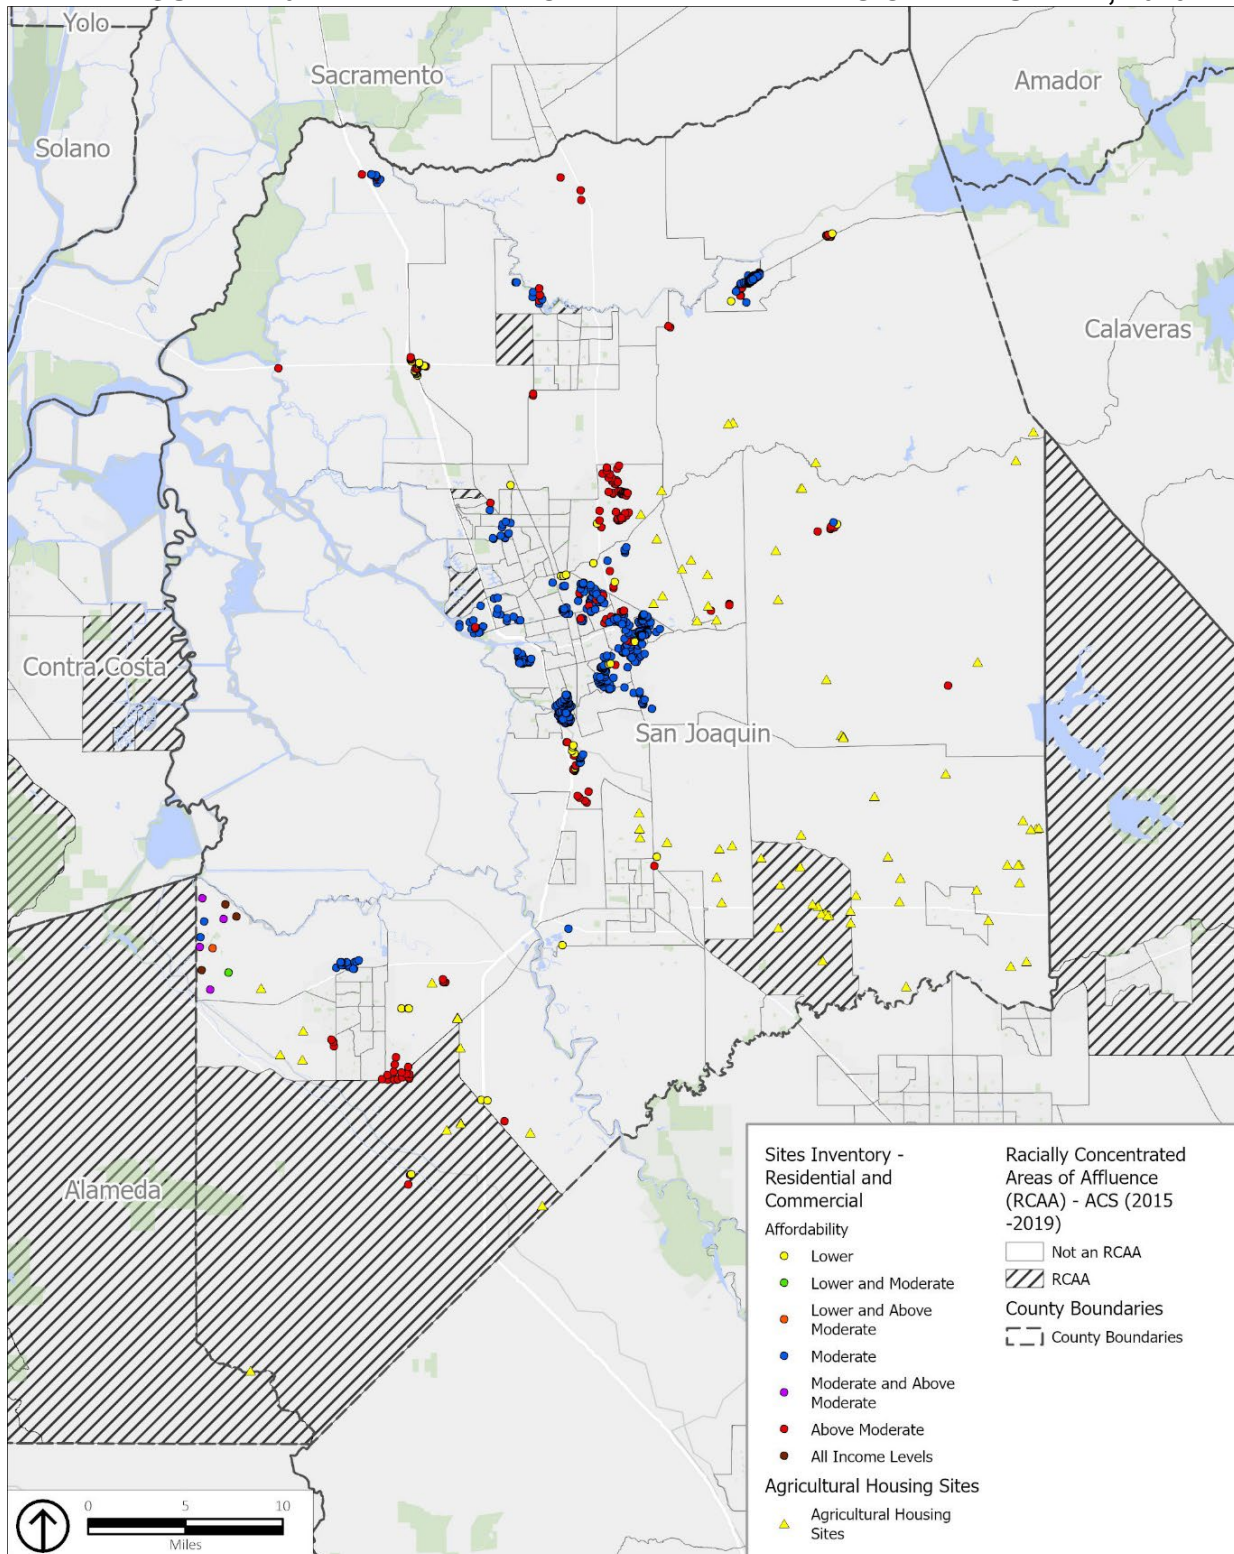 Yolo
Sacramento
Amador
Solano
Calaveras
Contra Costa
San Joaquin
Alameda
Sites Inventory -
Residential and
Commercial
Affordability
Lower
Lower and Moderate
Lower and Above
Moderate
Moderate
Moderate and Above
Moderate
Above Moderate
All Income Levels
Agricultural Housing Sites
Agricultural Housing
Sites
Racially Concentrated
Areas of Affluence
(RCAA) - ACS (2015
-2019)
Not an RCAA
RCAA
County Boundaries
County Boundaries
0 5 10
Miles